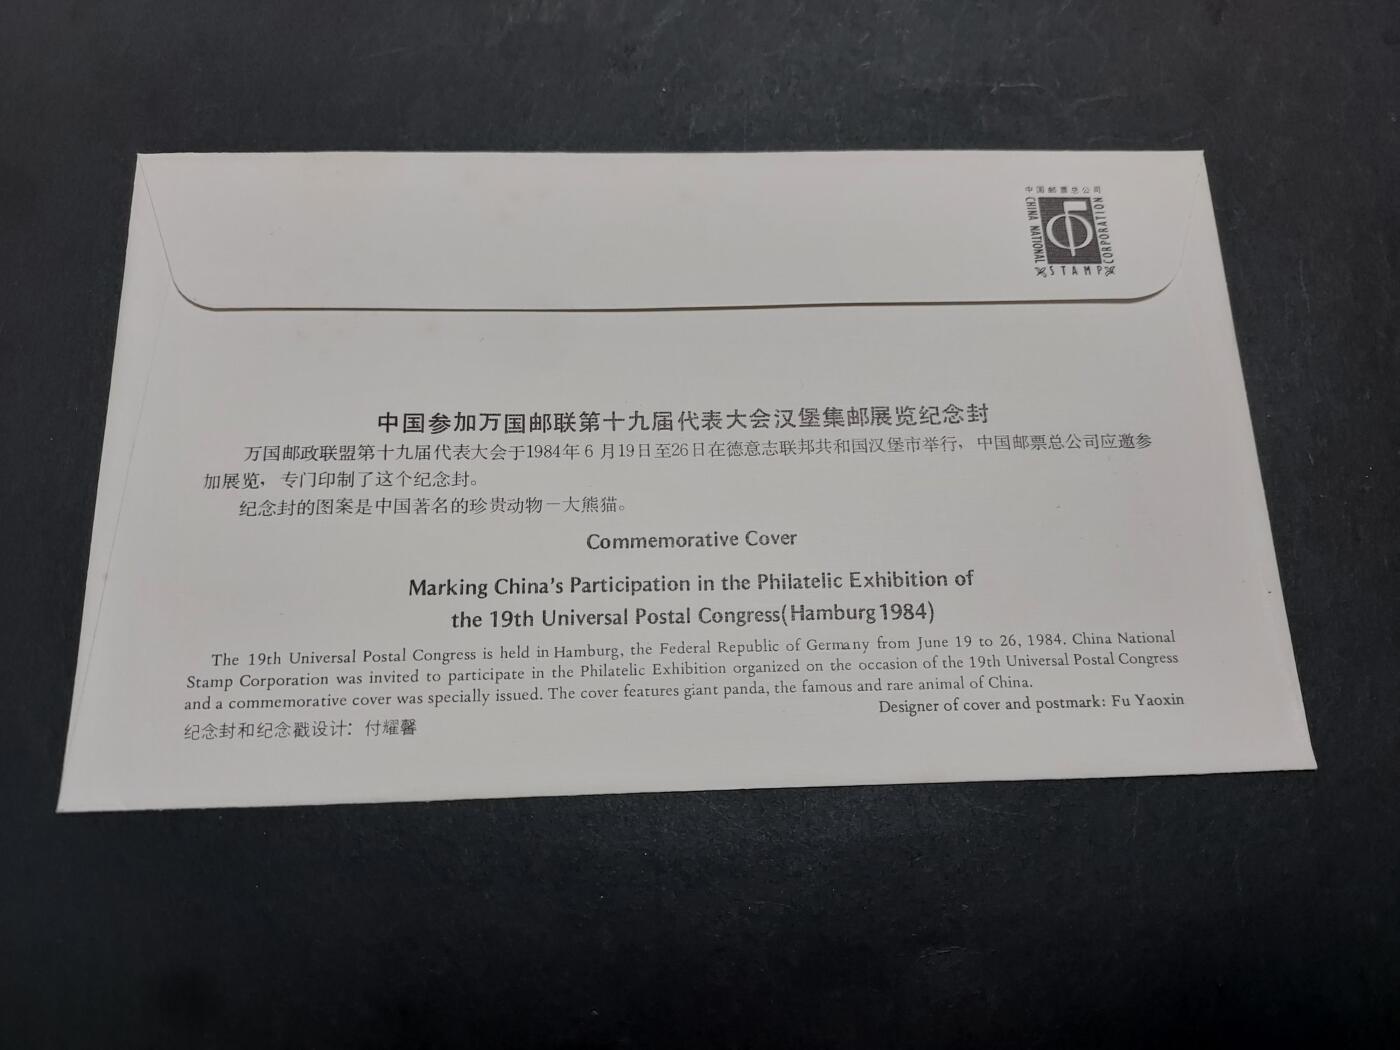 中国邮票总公司
CHINA NATIONAL
STAMP
CORPORATION
中国参加万国邮联第十九届代表大会汉堡集邮展览纪念封
万国邮政联盟第十九届代表大会于1984年6月19日至26日在德意志联邦共和国汉堡市举行，中国邮票总公司应邀参
加展览，专门印制了这个纪念封。
纪念封的图案是中国著名的珍贵动物—大熊猫。
Commemorative Cover
Marking China's Participation in the Philatelic Exhibition of
the 19th Universal Postal Congress(Hamburg 1984)
The 19th Universal Postal Congress is held in Hamburg, the Federal Republic of Germany from June 19 to 26, 1984. China National
Stamp Corporation was invited to participate in the Philatelic Exhibition organized on the occasion of the 19th Universal Postal Congress
and a commemorative cover was specially issued. The cover features giant panda, the famous and rare animal of China.
Designer of cover and postmark: Fu Yaoxin
纪念封和纪念戳设计：付耀馨